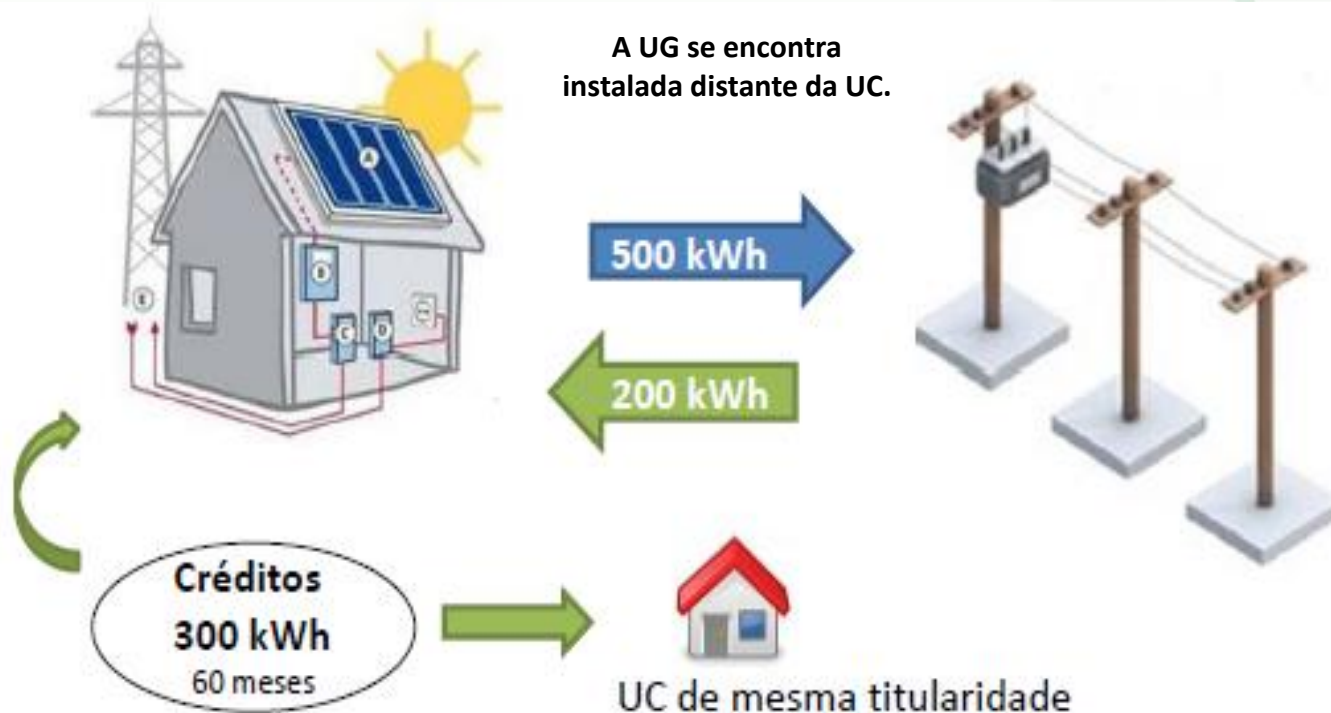 A UG se encontra
instalada distante da UC.
A
B
C
D
E
500 kWh
200 kWh
Créditos
300 kWh
60 meses
UC de mesma titularidade